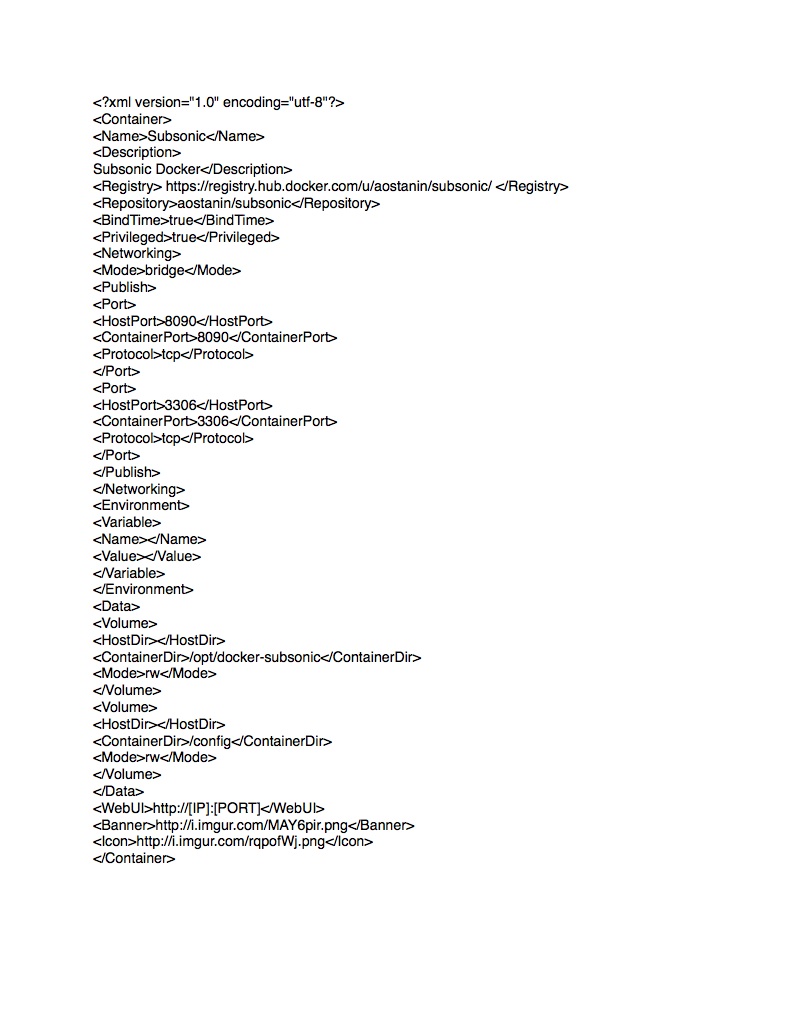 <?xml version="1.0" encoding="utf-8"?>
<Container>
<Name>Subsonic</Name>
<Description>
Subsonic Docker</Description>
<Registry> https://registry.hub.docker.com/u/aostanin/subsonic/ </Registry>
<Repository>aostanin/subsonic</Repository>
<BindTime>true</BindTime>
<Privileged>true</Privileged>
<Networking>
<Mode>bridge</Mode>
<Publish>
<Port>
<HostPort>8090</HostPort>
<ContainerPort>8090</ContainerPort>
<Protocol>tcp</Protocol>
</Port>
<Port>
<HostPort>3306</HostPort>
<ContainerPort>3306</ContainerPort>
<Protocol>tcp</Protocol>
</Port>
</Publish>
</Networking>
<Environment>
<Variable>
<Name></Name>
<Value></Value>
</Variable>
</Environment>
<Data>
<Volume>
<HostDir></HostDir>
<ContainerDir>/opt/docker-subsonic</ContainerDir>
<Mode>rw</Mode>
</Volume>
<Volume>
<HostDir></HostDir>
<ContainerDir>/config</ContainerDir>
<Mode>rw</Mode>
</Volume>
</Data>
<WebUI>http://[IP]:[PORT]</WebUI>
<Banner>http://i.imgur.com/MAY6pir.png</Banner>
<Icon>http://i.imgur.com/rqpofWj.png</Icon>
</Container>